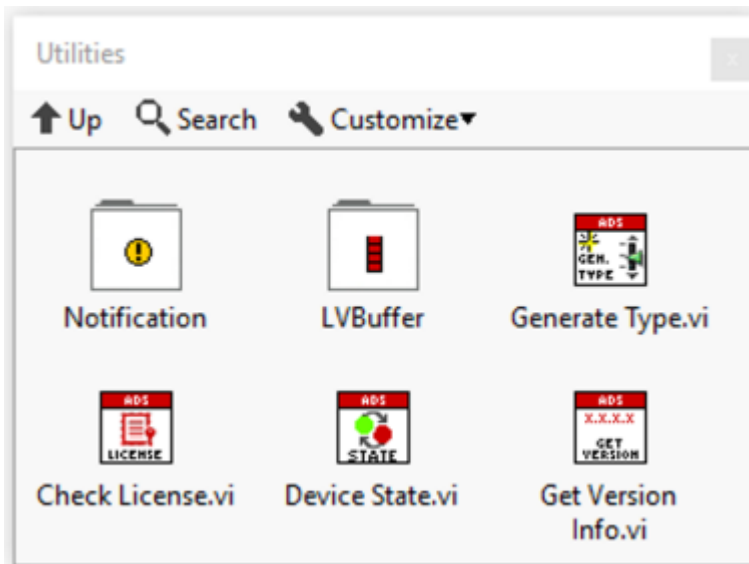 Utilities
x
Up Search Customize
ADS
GEN.
TYPE
Notification LVBuffer Generate Type.vi
ADS ADS ADS
X.X.X.X
LICENSE STATE GET
VERSION
Check License.vi Device State.vi Get Version
Info.vi